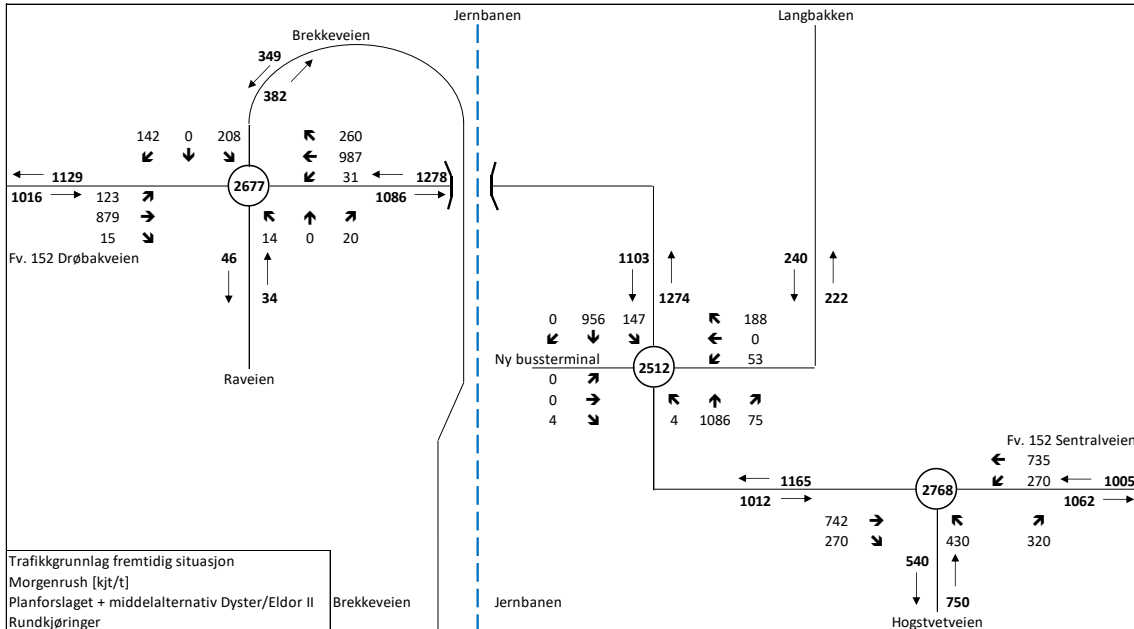 Jernbanen Langbakken
Brekkeveien
349
382
142 0 208 260
987
1129 2677 31 1278
1016 123 1086
879
15 14 0 20
Fv. 152 Drøbakveien 46 1103 240
34 1274 222
0 956 147 188
0
Ny bussterminal 2512 53
Raveien 0
0
4 4 1086 75
Fv. 152 Sentralveien
735
1165 2768 270 1005
1012 1062
742
270 430 320
540
750
Hogstvetveien
Trafikkgrunnlag fremtidig situasjon
Morgenrush [kjt/t]
Planforslaget + middelalternativ Dyster/Eldor II Brekkeveien Jernbanen
Rundkjøringer